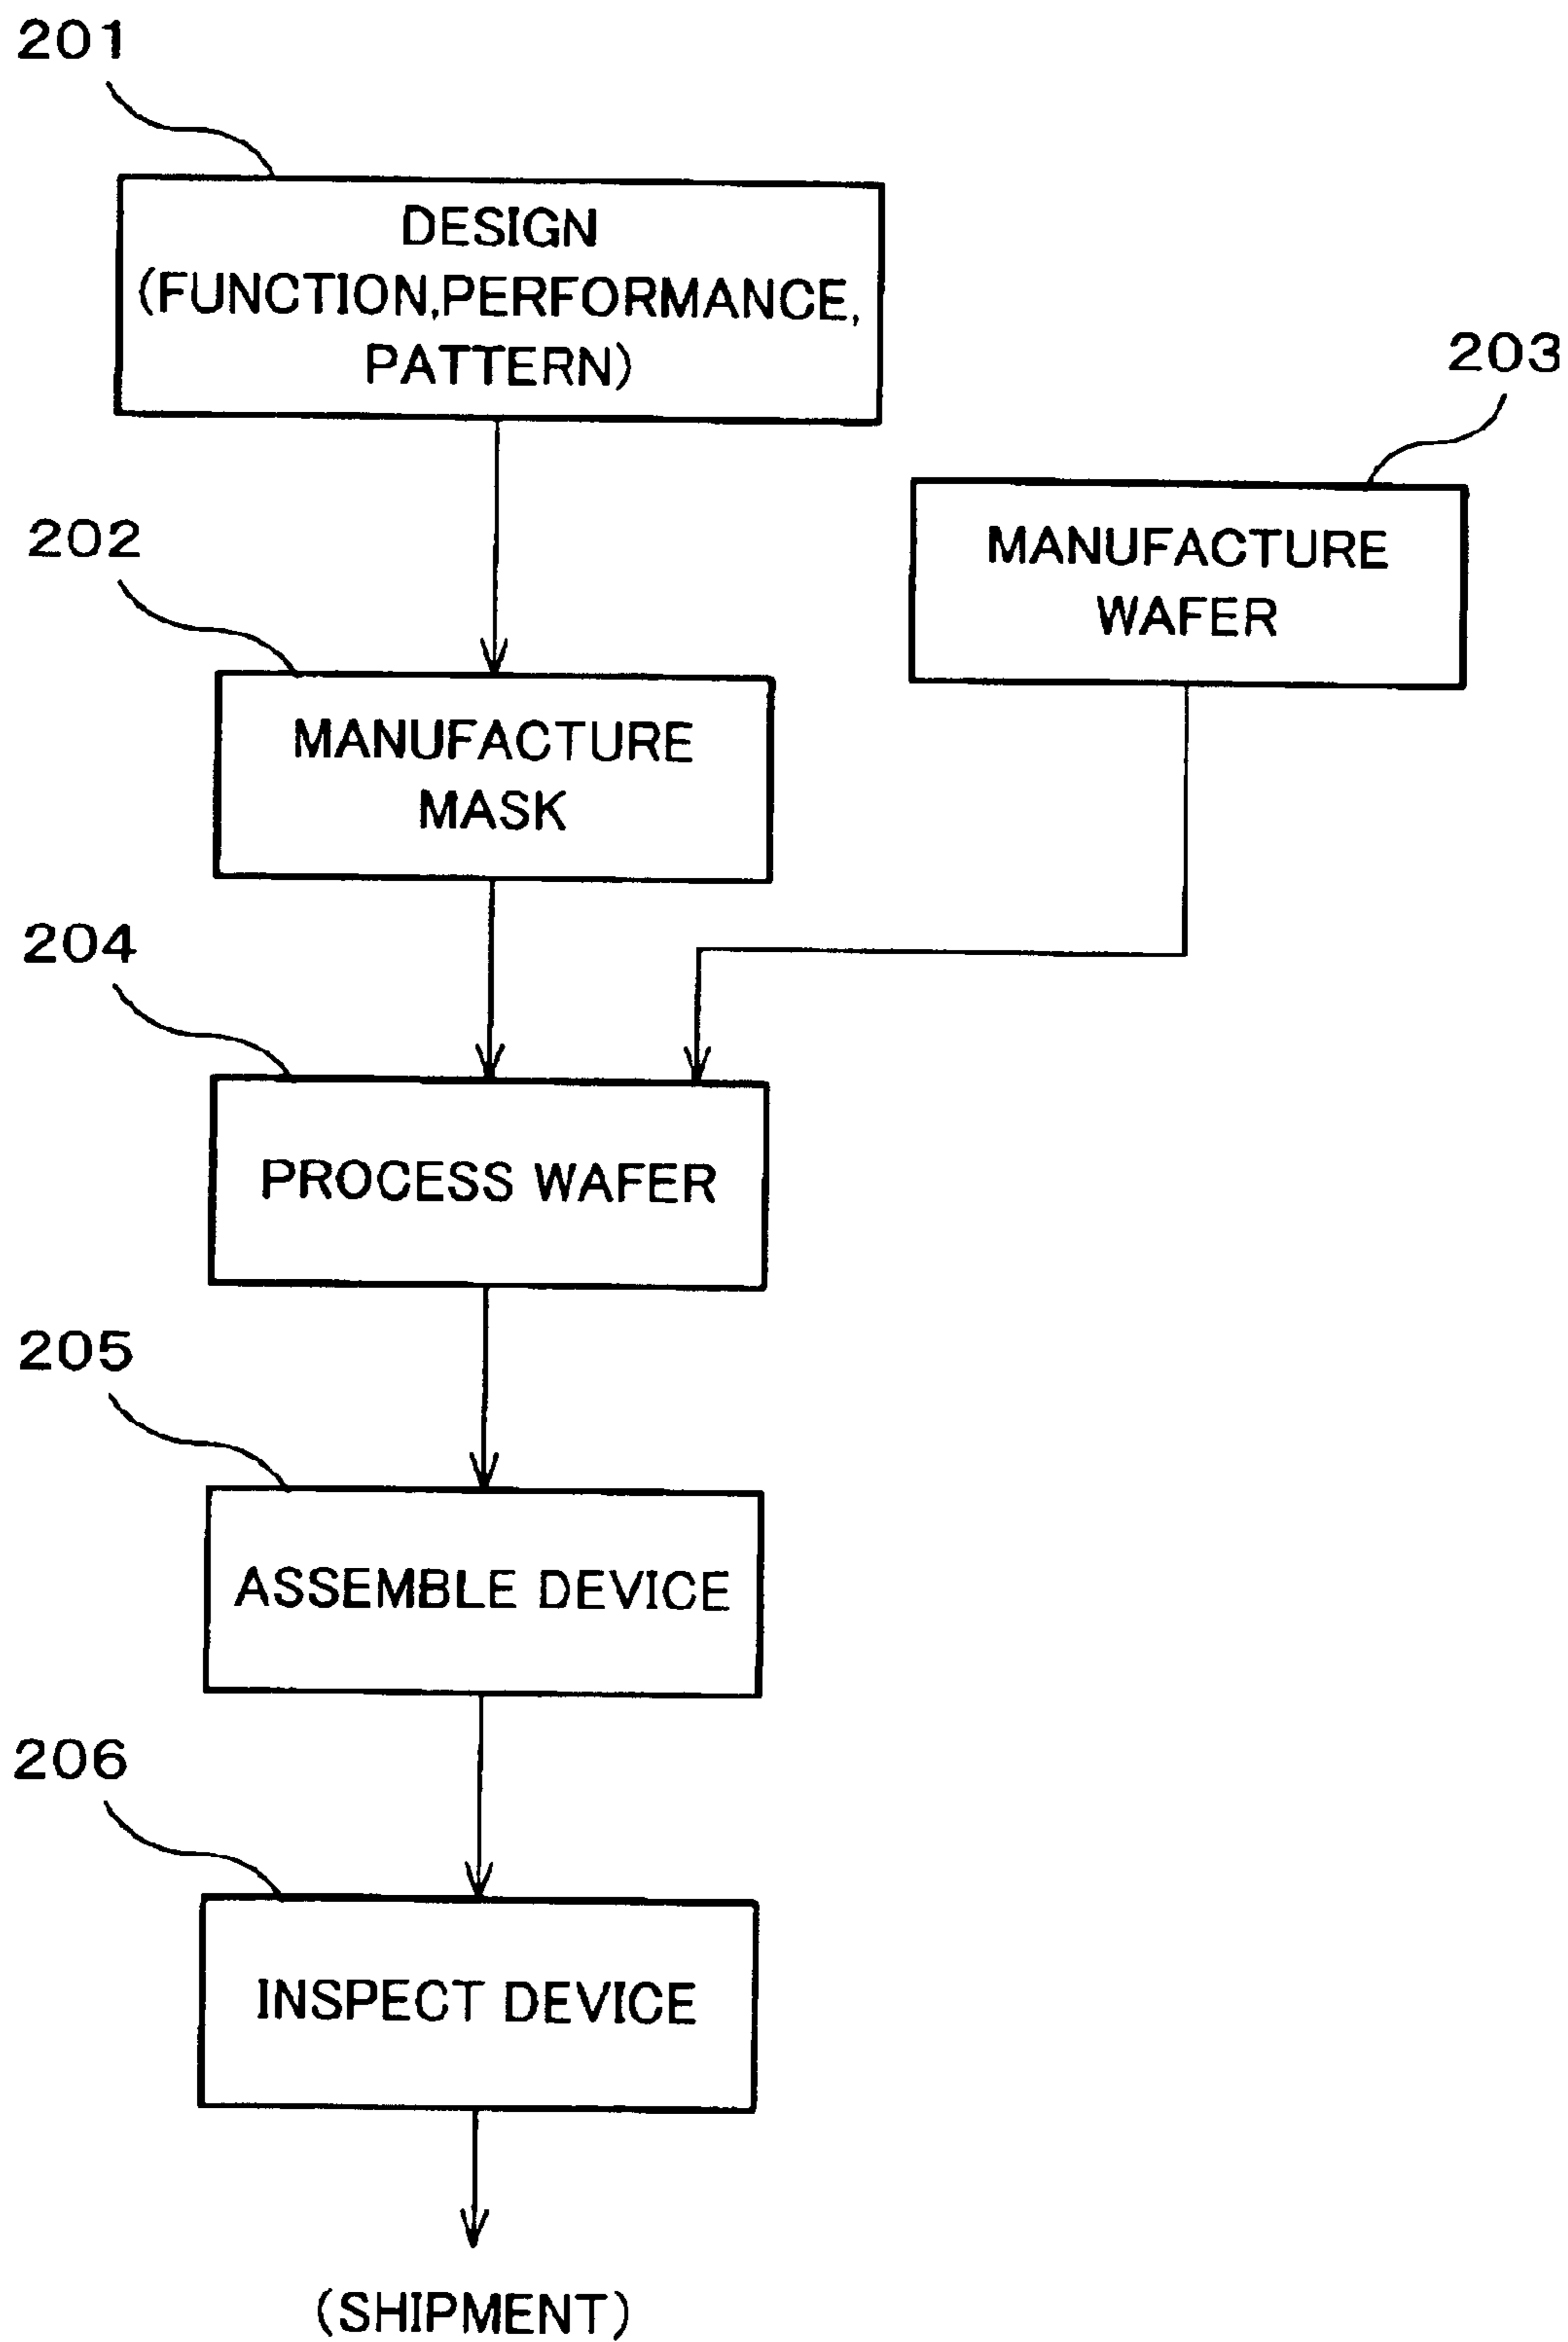 201
DESIGN
(FUNCTION,PERFORMANCE,
PATTERN)
203
MANUFACTURE
WAFER
202
MANUFACTURE
MASK
204
PROCESS WAFER
205
ASSEMBLE DEVICE
206
INSPECT DEVICE
(SHIPMENT)